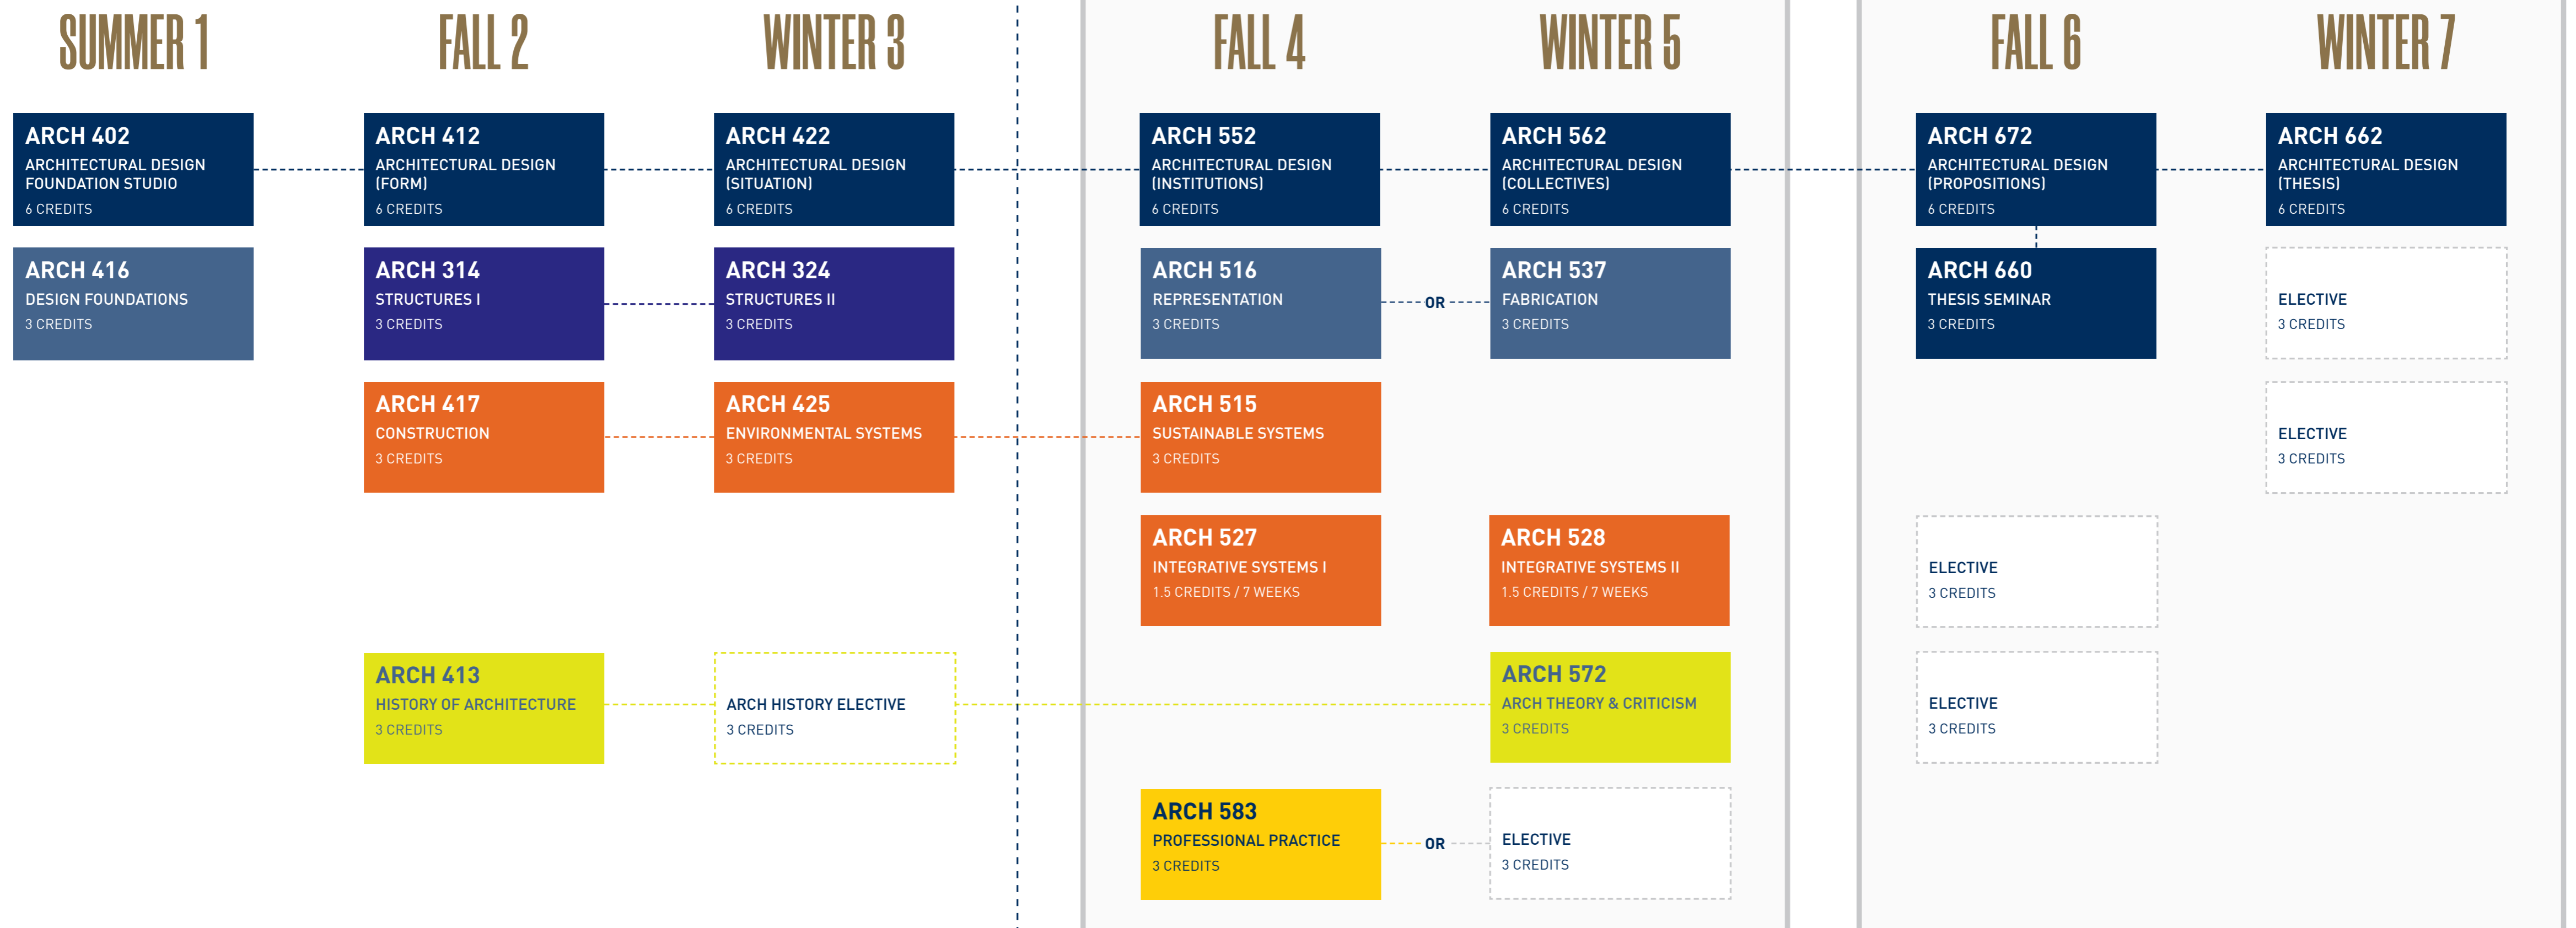 SUMMER 1
FALL 2
WINTER 3
FALL 4
WINTER 5
FALL 6
WINTER 7
ARCH 402
ARCHITECTURAL DESIGN
FOUNDATION STUDIO
6 CREDITS
ARCH 412
ARCHITECTURAL DESIGN
(FORM)
6 CREDITS
ARCH 422
ARCHITECTURAL DESIGN
(SITUATION)
6 CREDITS
ARCH 552
ARCHITECTURAL DESIGN
(INSTITUTIONS)
6 CREDITS
ARCH 562
ARCHITECTURAL DESIGN
(COLLECTIVES)
6 CREDITS
ARCH 672
ARCHITECTURAL DESIGN
(PROPOSITIONS)
6 CREDITS
ARCH 662
ARCHITECTURAL DESIGN
(THESIS)
6 CREDITS
ARCH 416
DESIGN FOUNDATIONS
3 CREDITS
ARCH 314
STRUCTURES I
3 CREDITS
ARCH 324
STRUCTURES II
3 CREDITS
ARCH 516
REPRESENTATION
3 CREDITS
OR
ARCH 537
FABRICATION
3 CREDITS
ARCH 660
THESIS SEMINAR
3 CREDITS
ELECTIVE
3 CREDITS
ARCH 417
CONSTRUCTION
3 CREDITS
ARCH 425
ENVIRONMENTAL SYSTEMS
3 CREDITS
ARCH 515
SUSTAINABLE SYSTEMS
3 CREDITS
ELECTIVE
3 CREDITS
ARCH 527
INTEGRATIVE SYSTEMS I
1.5 CREDITS / 7 WEEKS
ARCH 528
INTEGRATIVE SYSTEMS II
1.5 CREDITS / 7 WEEKS
ELECTIVE
3 CREDITS
ARCH 413
HISTORY OF ARCHITECTURE
3 CREDITS
ARCH HISTORY ELECTIVE
3 CREDITS
ARCH 572
ARCH THEORY & CRITICISM
3 CREDITS
ELECTIVE
3 CREDITS
ARCH 583
PROFESSIONAL PRACTICE
3 CREDITS
OR
ELECTIVE
3 CREDITS